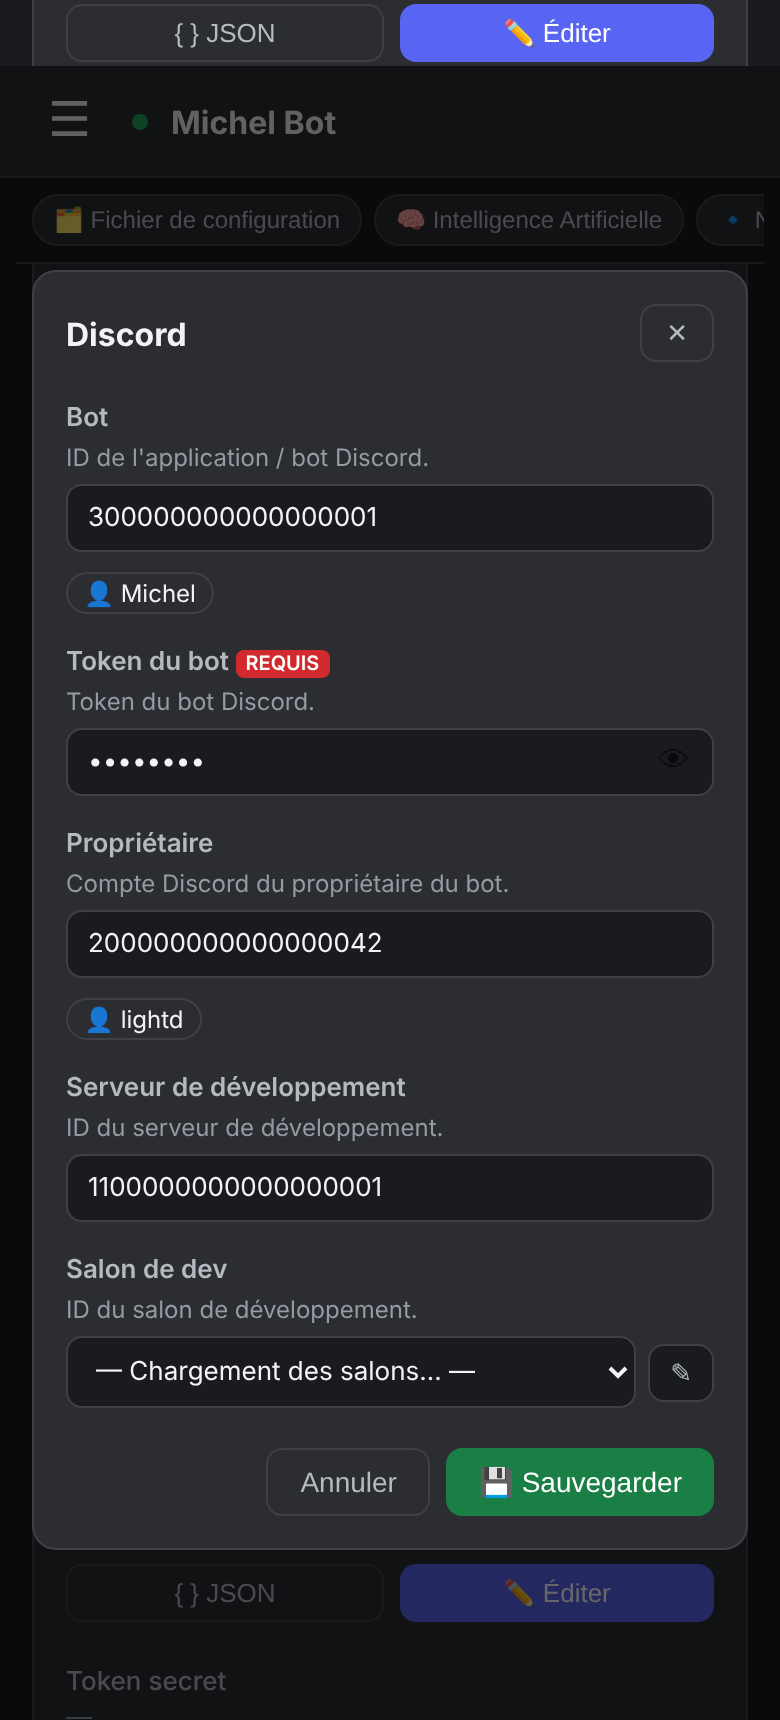 { } JSON
✏️ Éditer
☰
Michel Bot
🗂️ Fichier de configuration
🧠 Intelligence Artificielle
🔹 N
Discord
✕
Bot
ID de l'application / bot Discord.
300000000000000001
👤 Michel
Token du bot REQUIS
Token du bot Discord.
••••••••
Propriétaire
Compte Discord du propriétaire du bot.
200000000000000042
👤 lightd
Serveur de développement
ID du serveur de développement.
1100000000000000001
Salon de dev
ID du salon de développement.
— Chargement des salons... —
✎
Annuler
💾 Sauvegarder
{ } JSON
✏️ Éditer
Token secret
—